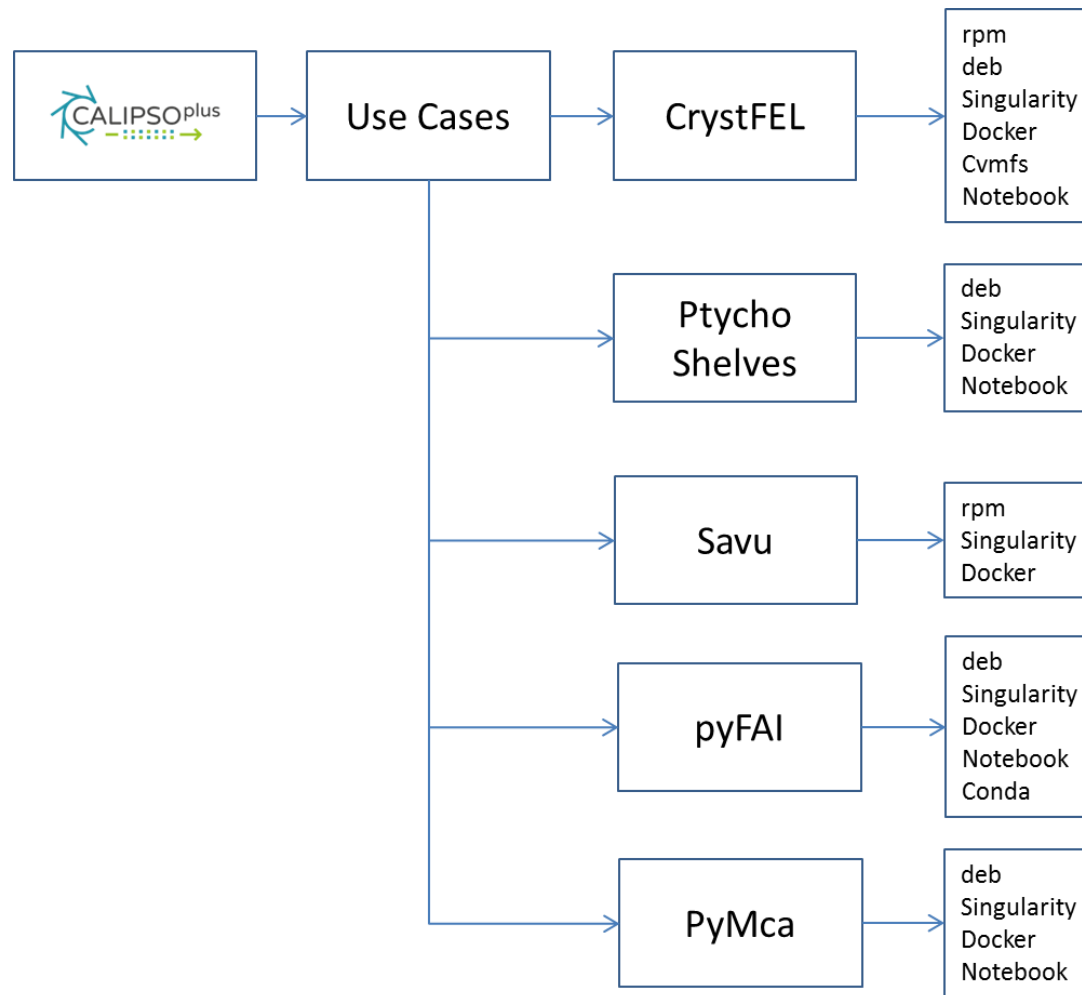 CALIPSOplus
Use Cases
CrystFEL
rpm
deb
Singularity
Docker
Cvmfs
Notebook
Ptycho
Shelves
deb
Singularity
Docker
Notebook
Savu
rpm
Singularity
Docker
pyFAI
deb
Singularity
Docker
Notebook
Conda
PyMca
deb
Singularity
Docker
Notebook